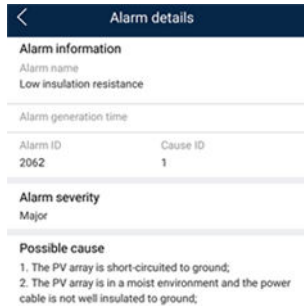 Alarm details
Alarm information
Alarm name
Low insulation resistance
Alarm generation time
Alarm ID Cause ID
2062 1
Alarm severity
Major
Possible cause
1. The PV array is short-circuited to ground;
2. The PV array is in a moist environment and the power
cable is not well insulated to ground;